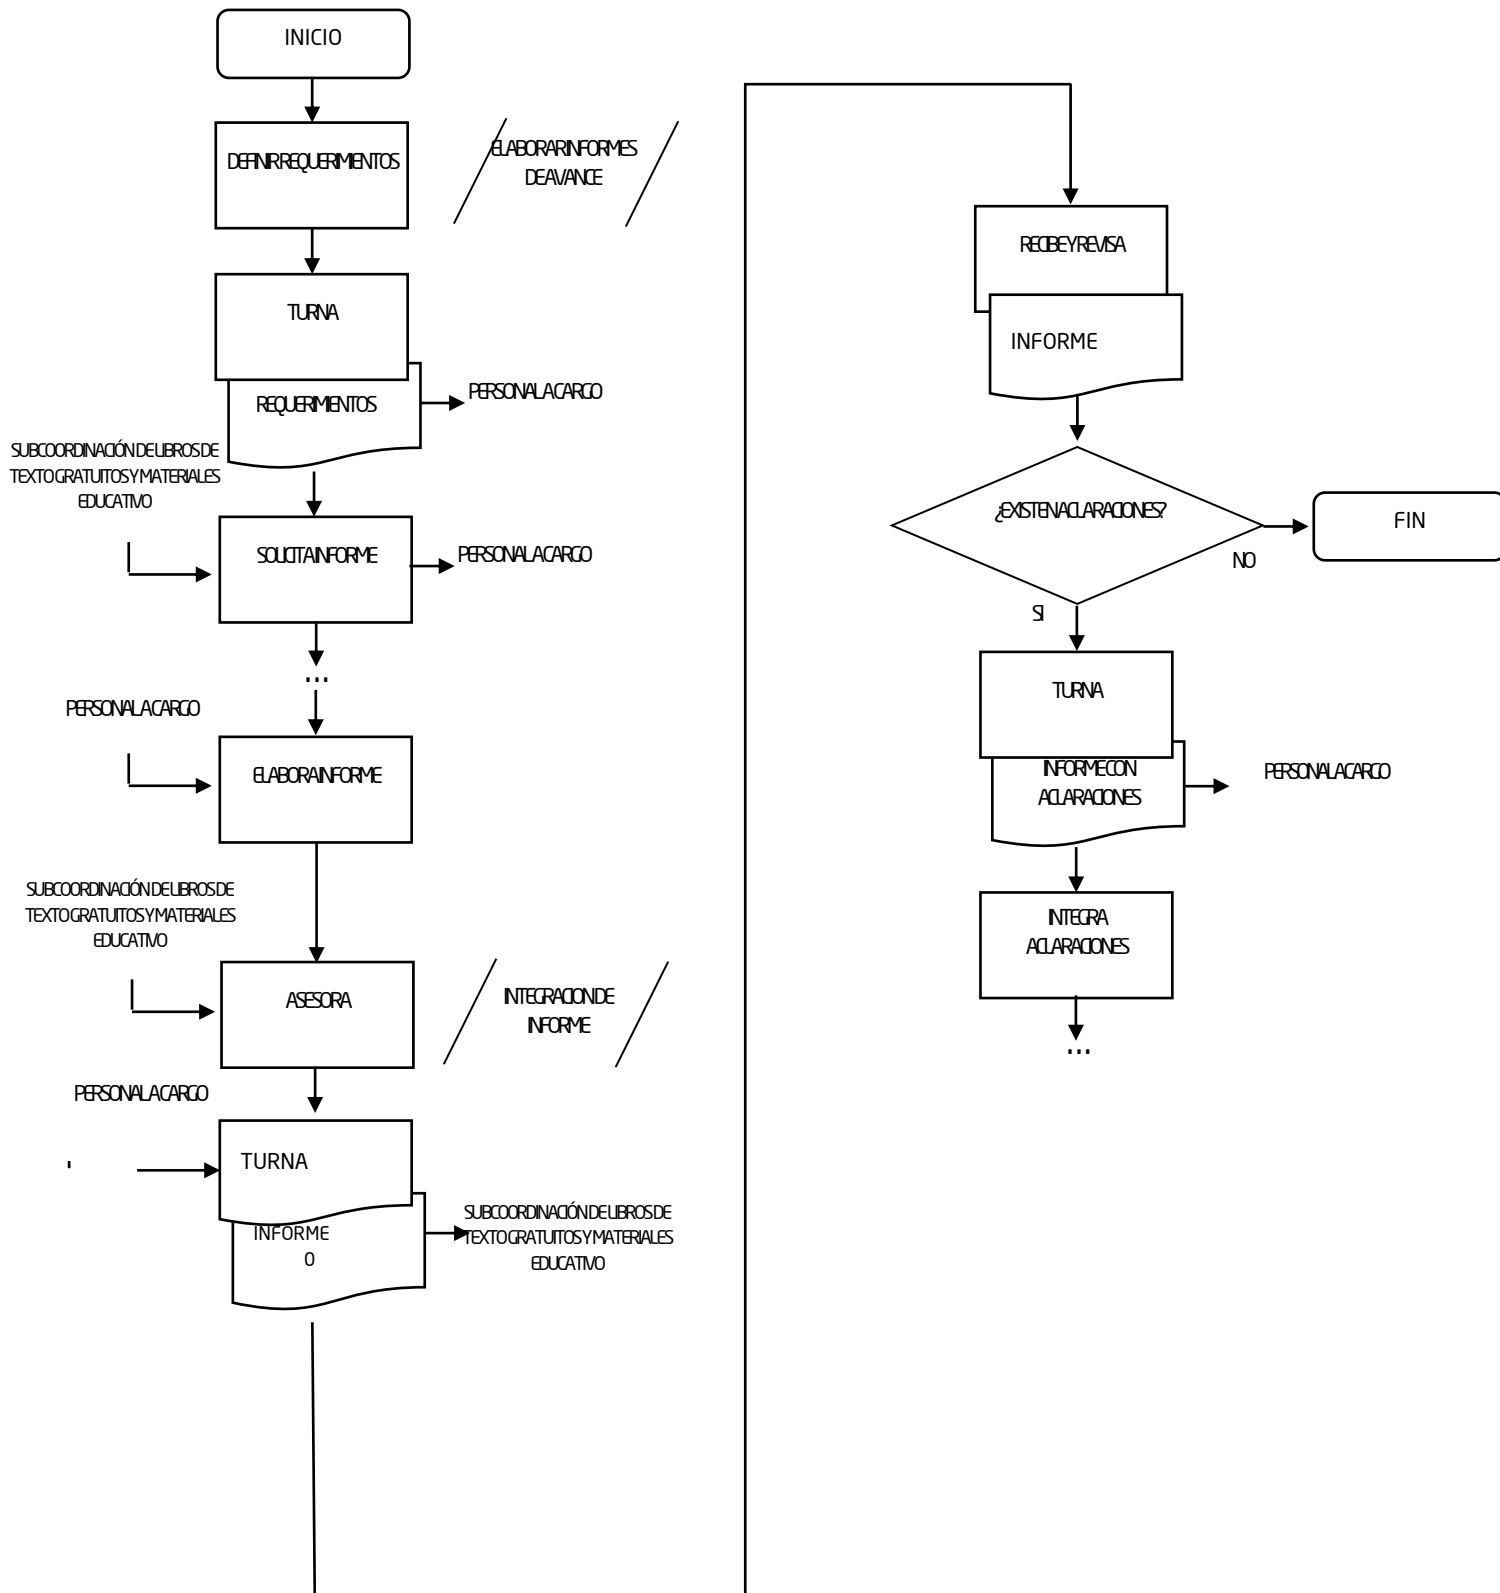 INICIO
DEFINIR REQUERIMIENTOS
ELABORAR INFORMES
DE AVANCE
TURNA
REQUERIMIENTOS
PERSONAL A CARGO
SUBCOORDINACIÓN DE LIBROS DE
TEXTO GRATUITOS Y MATERIALES
EDUCATIVO
SOLICITA INFORME
PERSONAL A CARGO
...
PERSONAL A CARGO
ELABORA INFORME
SUBCOORDINACIÓN DE LIBROS DE
TEXTO GRATUITOS Y MATERIALES
EDUCATIVO
ASESORA
INTEGRACION DE
INFORME
PERSONAL A CARGO
TURNA
INFORME
O
SUBCOORDINACIÓN DE LIBROS DE
TEXTO GRATUITOS Y MATERIALES
EDUCATIVO
RECIBE Y REVISA
INFORME
¿EXISTEN ACLARACIONES?
FIN
NO
SI
TURNA
INFORME CON
ACLARACIONES
PERSONAL A CARGO
INTEGRA
ACLARACIONES
...